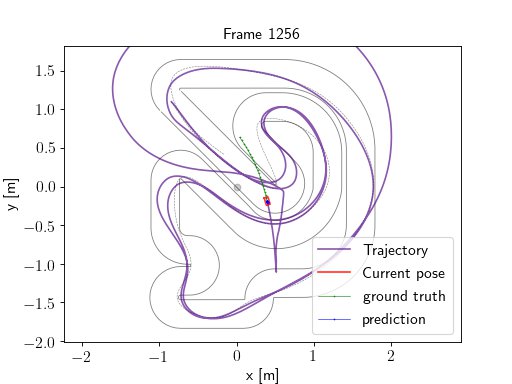 Frame 1256
y [m]
1.5
1.0
0.5
0.0
−0.5
−1.0
−1.5
−2.0
−2
−1
0
1
2
x [m]
Trajectory
Current pose
ground truth
prediction